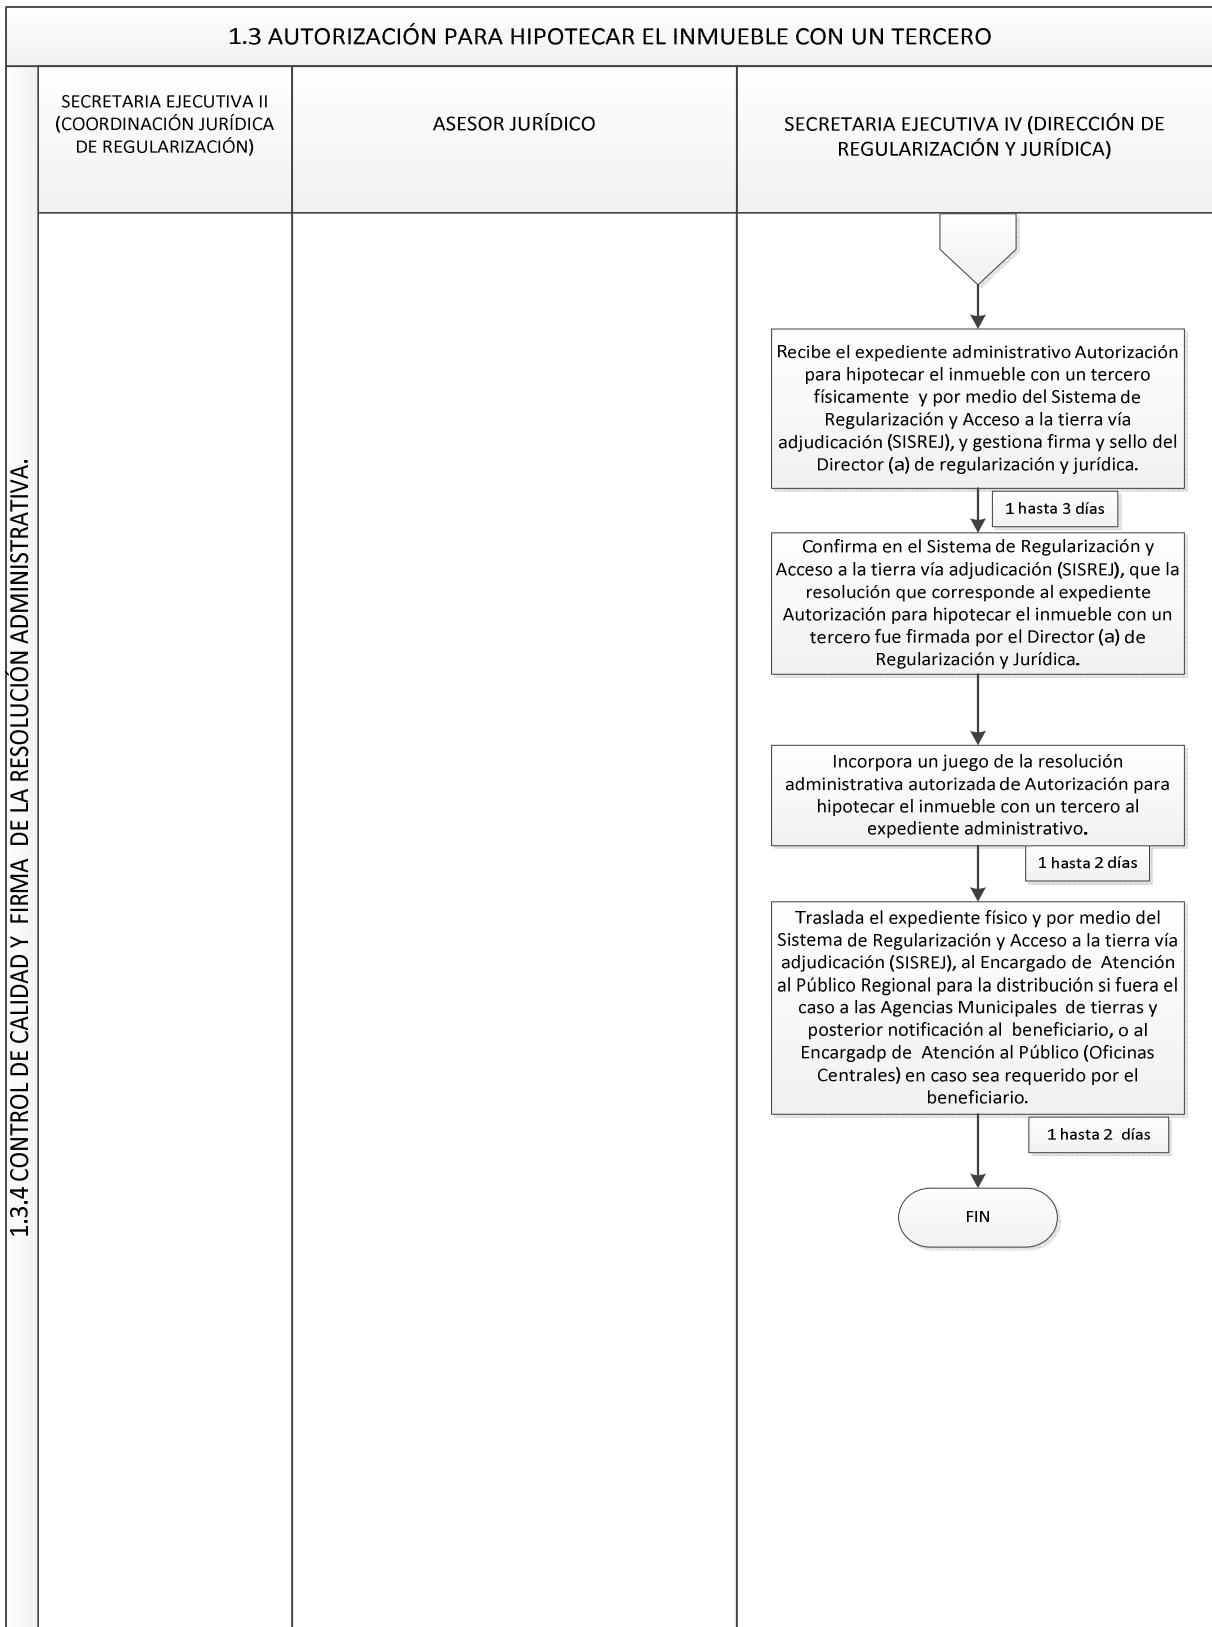 1.3 AUTORIZACIÓN PARA HIPOTECAR EL INMUEBLE CON UN TERCERO
SECRETARIA EJECUTIVA II
(COORDINACIÓN JURÍDICA
DE REGULARIZACIÓN)
ASESOR JURÍDICO
SECRETARIA EJECUTIVA IV (DIRECCIÓN DE
REGULARIZACIÓN Y JURÍDICA)
1.3.4 CONTROL DE CALIDAD Y FIRMA DE LA RESOLUCIÓN ADMINISTRATIVA.
Recibe el expediente administrativo Autorización
para hipotecar el inmueble con un tercero
físicamente y por medio del Sistema de
Regularización y Acceso a la tierra vía
adjudicación (SISREJ), y gestiona firma y sello del
Director (a) de regularización y jurídica.
1 hasta 3 días
Confirma en el Sistema de Regularización y
Acceso a la tierra vía adjudicación (SISREJ), que la
resolución que corresponde al expediente
Autorización para hipotecar el inmueble con un
tercero fue firmada por el Director (a) de
Regularización y Jurídica.
Incorpora un juego de la resolución
administrativa autorizada de Autorización para
hipotecar el inmueble con un tercero al
expediente administrativo.
1 hasta 2 días
Traslada el expediente físico y por medio del
Sistema de Regularización y Acceso a la tierra vía
adjudicación (SISREJ), al Encargado de Atención
al Público Regional para la distribución si fuera el
caso a las Agencias Municipales de tierras y
posterior notificación al beneficiario, o al
Encargadp de Atención al Público (Oficinas
Centrales) en caso sea requerido por el
beneficiario.
1 hasta 2 días
FIN